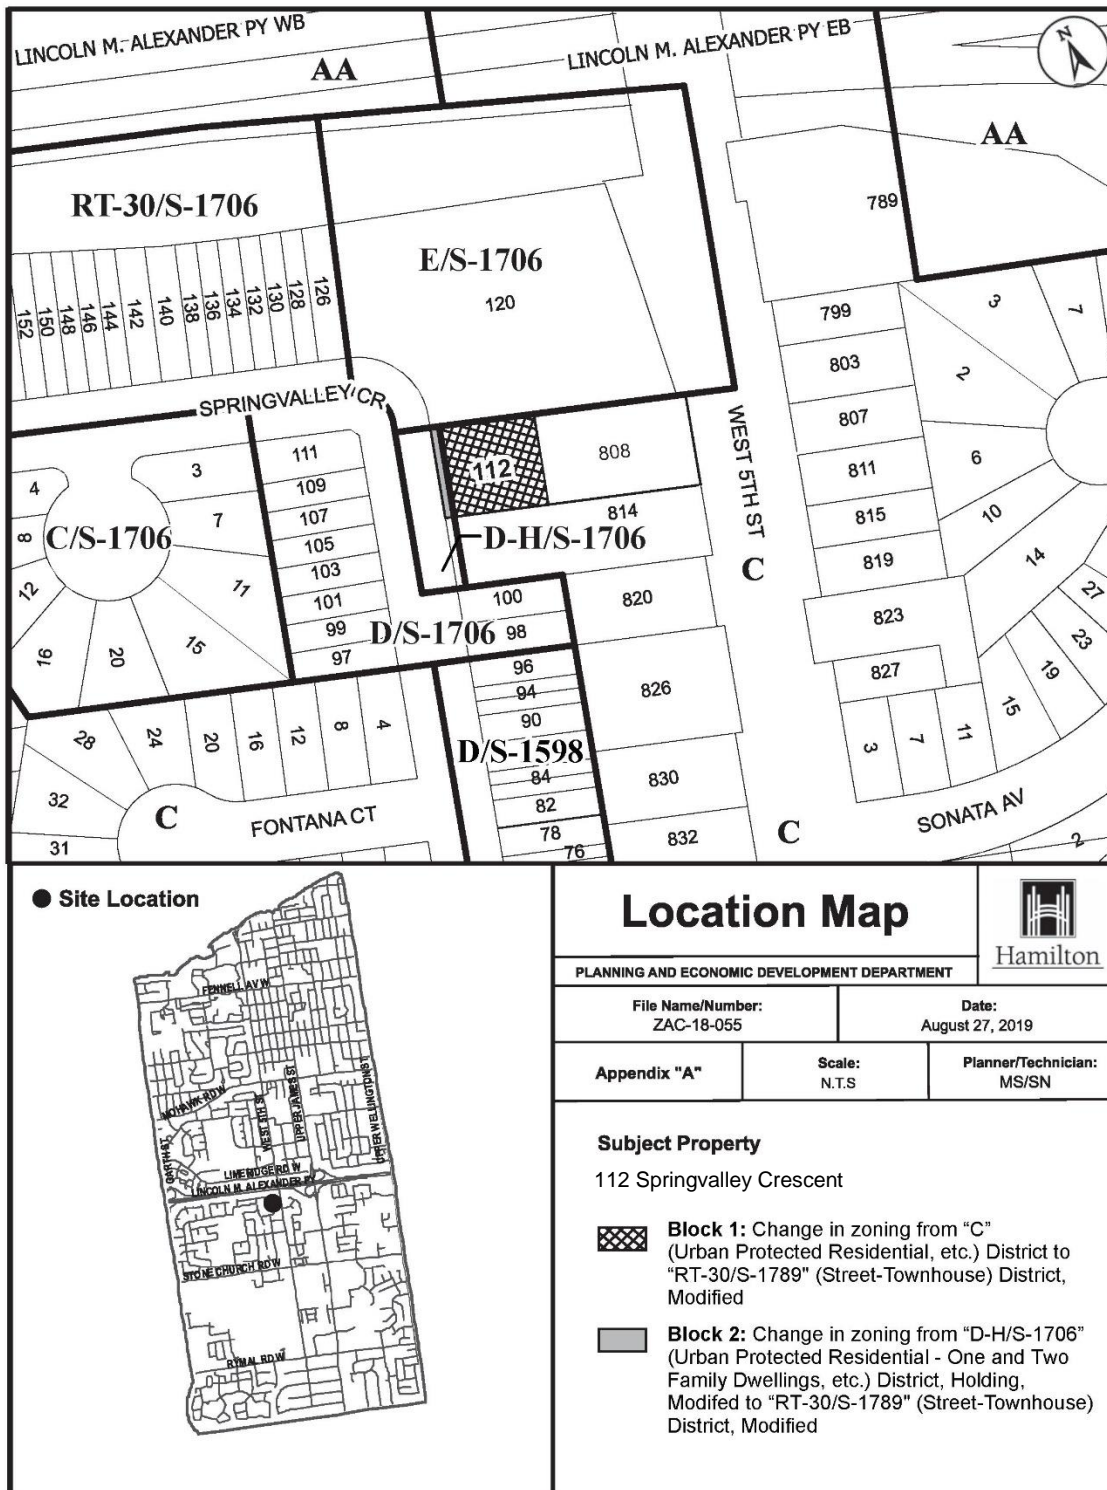 LINCOLN M. ALEXANDER PY WB
LINCOLN M. ALEXANDER PY EB
N
AA
AA
RT-30/S-1706
789
E/S-1706
120
152
150
148
146
144
142
140
138
136
134
132
130
128
126
799
3
7
803
2
SPRINGVALLEY CR
WEST 5TH ST
807
111
808
3
112
811
6
4
109
7
107
814
815
10
8
C/S-1706
105
D-H/S-1706
103
C
819
14
12
11
101
100
820
27
99
D/S-1706
98
823
23
16
20
15
97
96
826
827
19
94
15
28
24
20
16
12
8
4
90
3
7
11
D/S-1598
84
830
32
82
C
FONTANA CT
78
832
C
SONATA AV
31
76
2
Site Location
FENNELL AV W
MOHAWK RD W
WEST 5TH ST
UPPER JAMES ST
UPPER WELLINGTON ST
GARTH ST
LIMERIDGE RD W
LINCOLN M. ALEXANDER PY
STONE CHURCH RD W
RYMAL RD W
Location Map
Hamilton
PLANNING AND ECONOMIC DEVELOPMENT DEPARTMENT
File Name/Number:
ZAC-18-055
Date:
August 27, 2019
Appendix "A"
Scale:
N.T.S
Planner/Technician:
MS/SN
Subject Property
112 Springvalley Crescent
Block 1: Change in zoning from “C”
(Urban Protected Residential, etc.) District to
“RT-30/S-1789" (Street-Townhouse) District,
Modified
Block 2: Change in zoning from “D-H/S-1706”
(Urban Protected Residential - One and Two
Family Dwellings, etc.) District, Holding,
Modifed to “RT-30/S-1789" (Street-Townhouse)
District, Modified